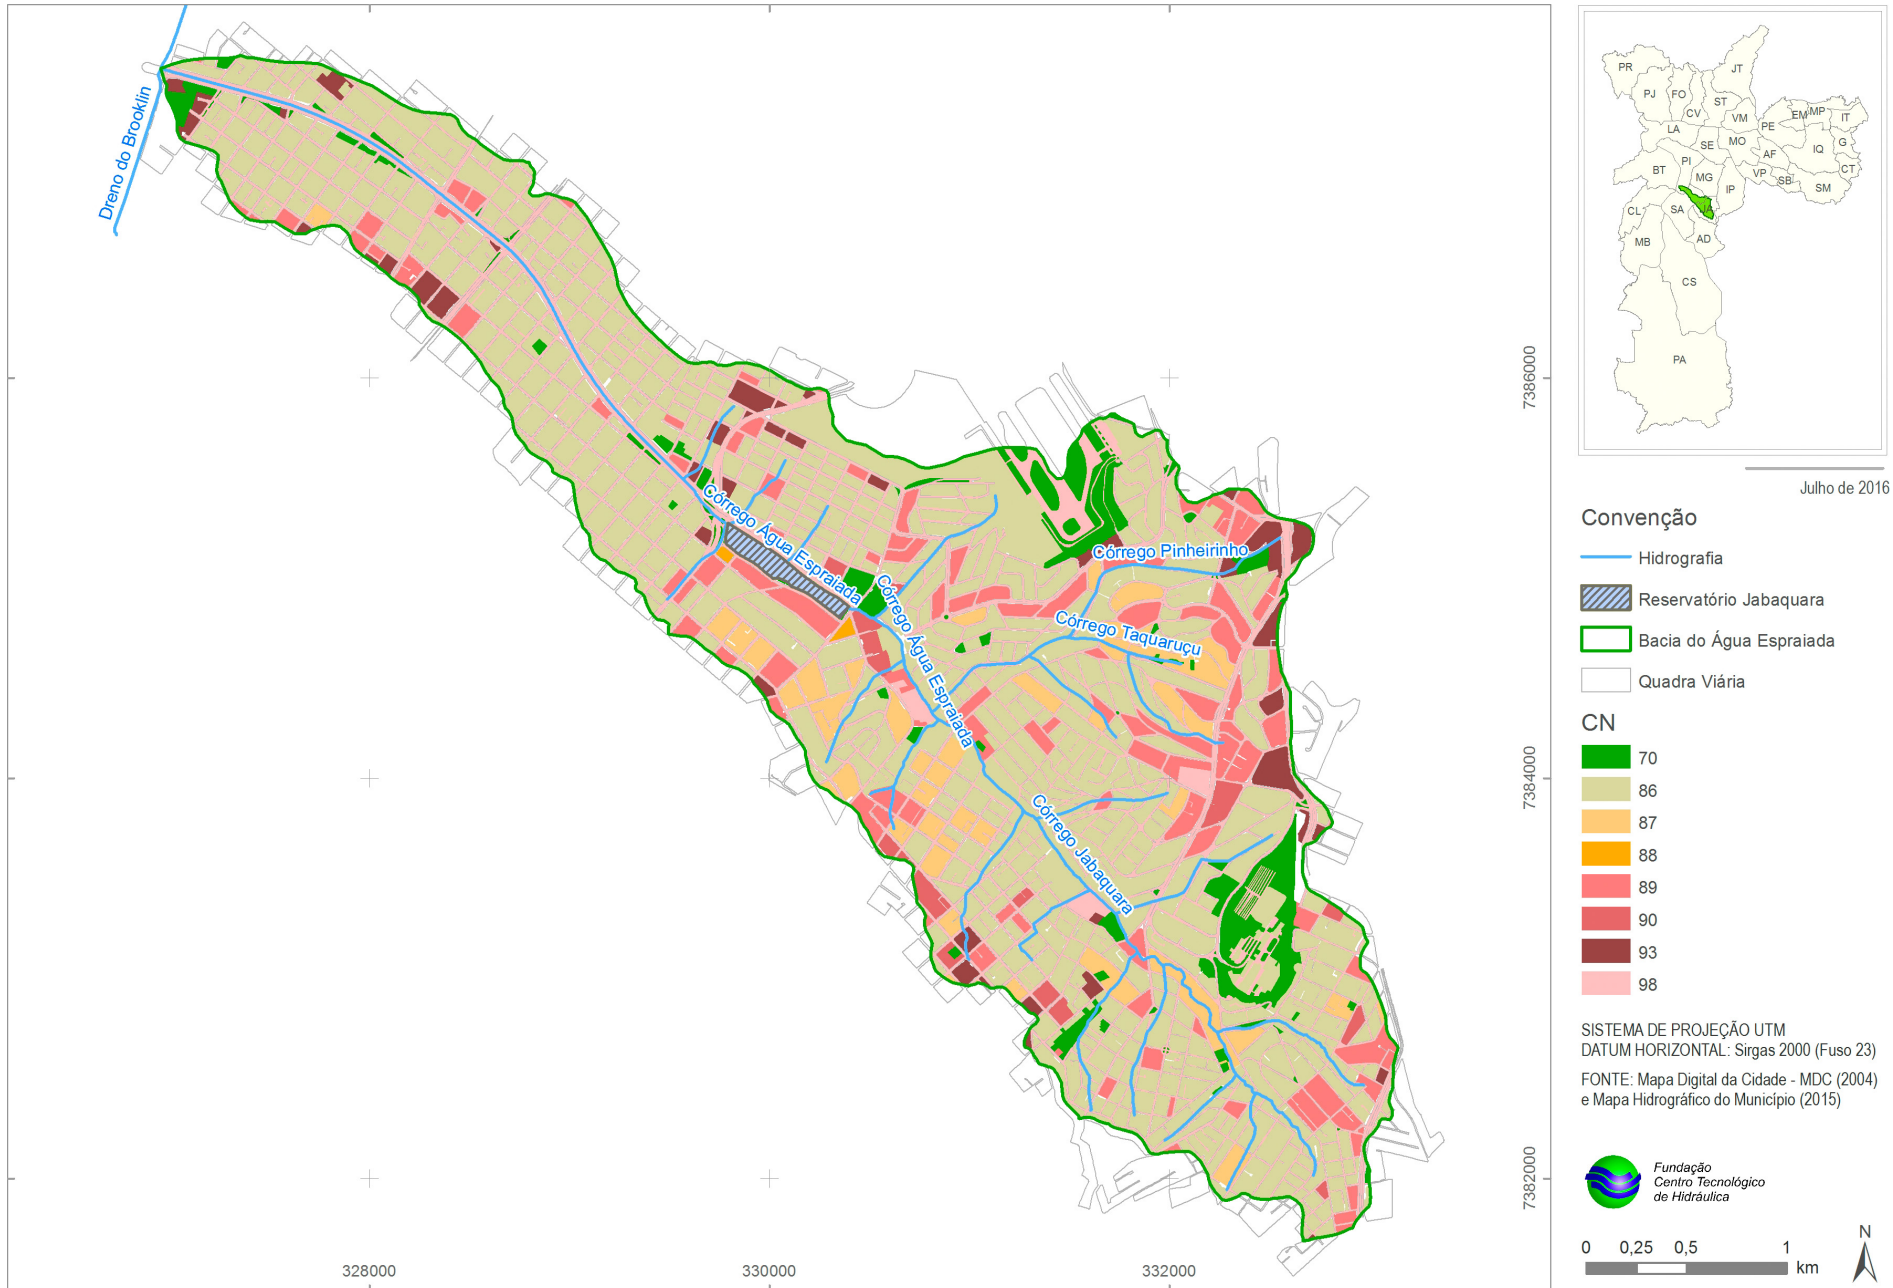 Dreno do Brooklin
Córrego Água Espraiada
Córrego Água Espraiada
Córrego Pinheirinho
Córrego Taquaruçu
Córrego Jabaquara
7386000
7384000
7382000
328000
330000
332000
PR
JT
PJ
FO
CV
ST
VM
EM
MP
IT
LA
SE
MO
PE
AF
IQ
G
BT
PI
MG
IP
VP
SB
SM
CT
CL
SA
JA
MB
AD
CS
PA
Julho de 2016
Convenção
Hidrografia
Reservatório Jabaquara
Bacia do Água Espraiada
Quadra Viária
CN
70
86
87
88
89
90
93
98
SISTEMA DE PROJEÇÃO UTM
DATUM HORIZONTAL: Sirgas 2000 (Fuso 23)
FONTE: Mapa Digital da Cidade - MDC (2004)
e Mapa Hidrográfico do Município (2015)
Fundação
Centro Tecnológico
de Hidráulica
0 0,25 0,5 1
km
N